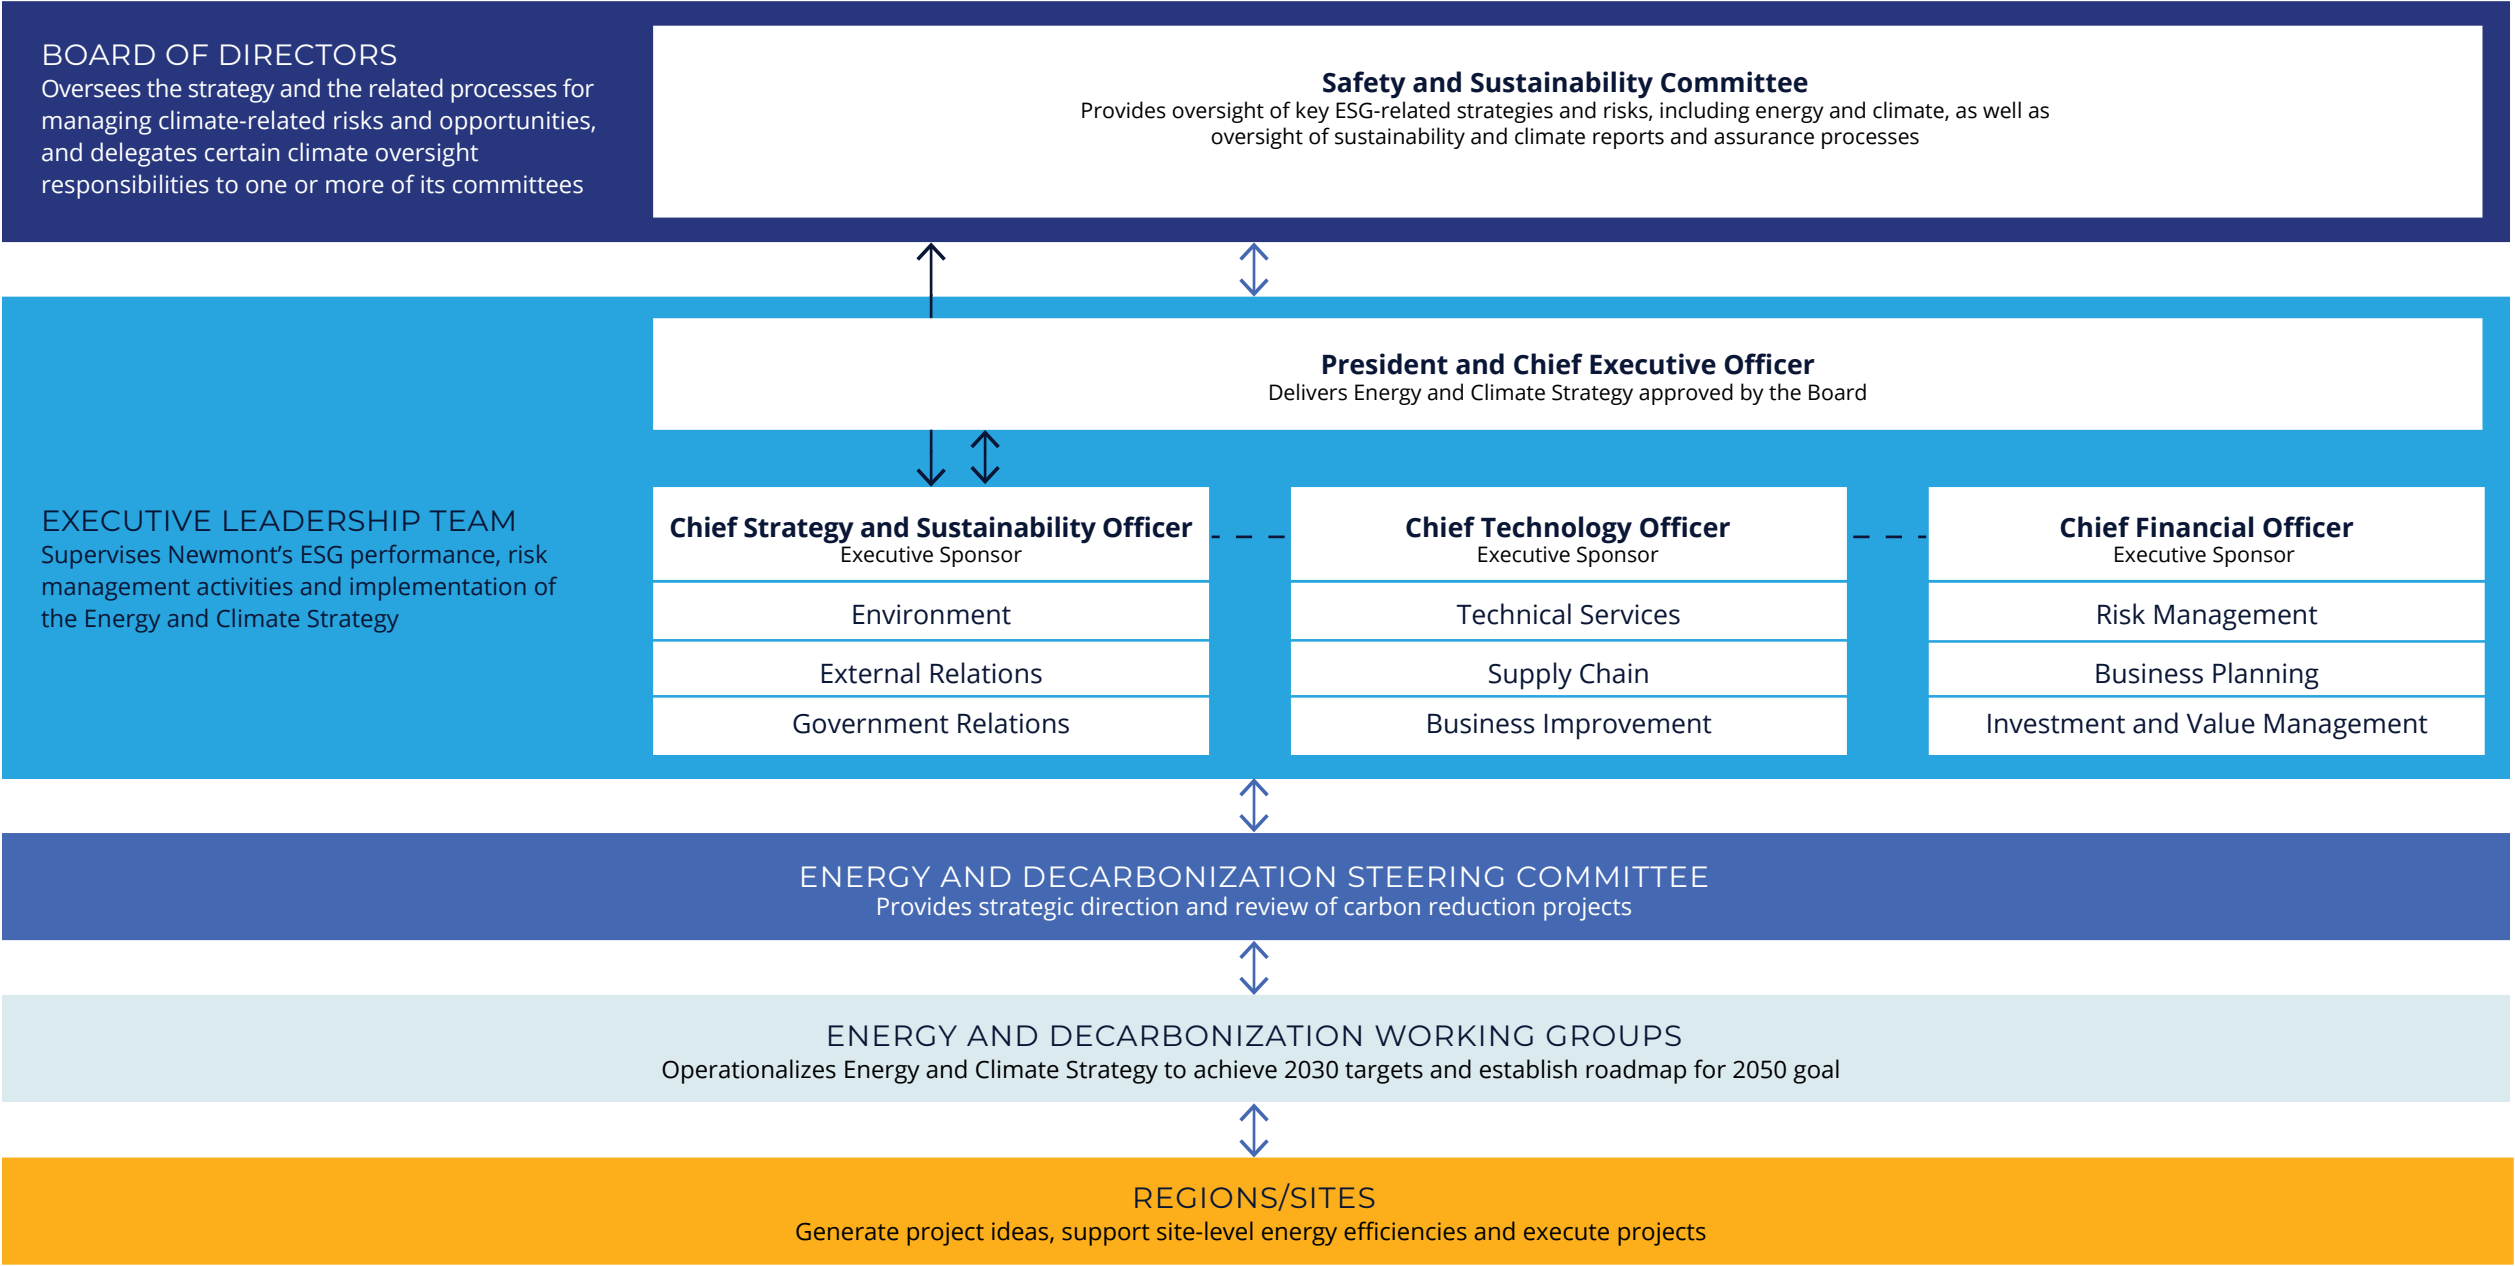 BOARD OF DIRECTORS
Oversees the strategy and the related processes for
managing climate-related risks and opportunities,
and delegates certain climate oversight
responsibilities to one or more of its committees
Safety and Sustainability Committee
Provides oversight of key ESG-related strategies and risks, including energy and climate, as well as
oversight of sustainability and climate reports and assurance processes
EXECUTIVE LEADERSHIP TEAM
Supervises Newmont’s ESG performance, risk
management activities and implementation of
the Energy and Climate Strategy
President and Chief Executive Officer
Delivers Energy and Climate Strategy approved by the Board
Chief Strategy and Sustainability Officer
Executive Sponsor
Environment
External Relations
Government Relations
Chief Technology Officer
Executive Sponsor
Technical Services
Supply Chain
Business Improvement
Chief Financial Officer
Executive Sponsor
Risk Management
Business Planning
Investment and Value Management
ENERGY AND DECARBONIZATION STEERING COMMITTEE
Provides strategic direction and review of carbon reduction projects
ENERGY AND DECARBONIZATION WORKING GROUPS
Operationalizes Energy and Climate Strategy to achieve 2030 targets and establish roadmap for 2050 goal
REGIONS/SITES
Generate project ideas, support site-level energy efficiencies and execute projects